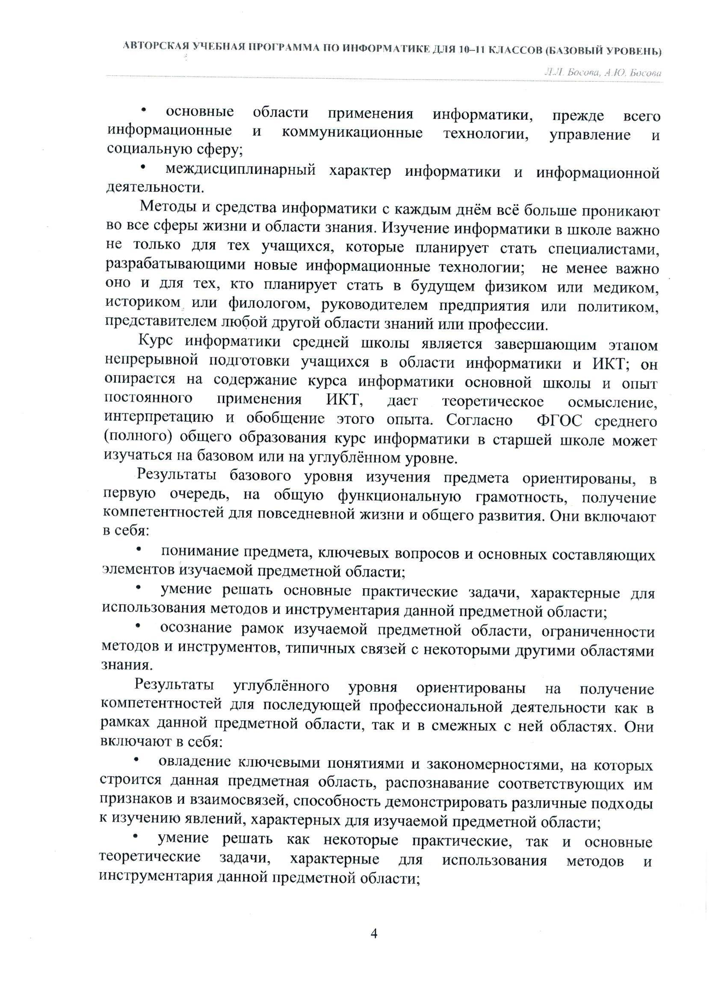 АВТОРСКАЯ УЧЕБНАЯ ПРОГРАММА ПО ИНФОРМАТИКЕ ДЛЯ 10–11 КЛАССОВ (БАЗОВЫЙ УРОВЕНЬ)
Л.Л. Босова, А.Ю. Босова
• основные области применения информатики, прежде всего
информационные и коммуникационные технологии, управление и
социальную сферу;
• междисциплинарный характер информатики и информационной
деятельности.
Методы и средства информатики с каждым днём всё больше проникают
во все сферы жизни и области знания. Изучение информатики в школе важно
не только для тех учащихся, которые планирует стать специалистами,
разрабатывающими новые информационные технологии; не менее важно
оно и для тех, кто планирует стать в будущем физиком или медиком,
историком или филологом, руководителем предприятия или политиком,
представителем любой другой области знаний или профессии.
Курс информатики средней школы является завершающим этапом
непрерывной подготовки учащихся в области информатики и ИКТ; он
опирается на содержание курса информатики основной школы и опыт
постоянного применения ИКТ, дает теоретическое осмысление,
интерпретацию и обобщение этого опыта. Согласно ФГОС среднего
(полного) общего образования курс информатики в старшей школе может
изучаться на базовом или на углублённом уровне.
Результаты базового уровня изучения предмета ориентированы, в
первую очередь, на общую функциональную грамотность, получение
компетентностей для повседневной жизни и общего развития. Они включают
в себя:
• понимание предмета, ключевых вопросов и основных составляющих
элементов изучаемой предметной области;
• умение решать основные практические задачи, характерные для
использования методов и инструментария данной предметной области;
• осознание рамок изучаемой предметной области, ограниченности
методов и инструментов, типичных связей с некоторыми другими областями
знания.
Результаты углублённого уровня ориентированы на получение
компетентностей для последующей профессиональной деятельности как в
рамках данной предметной области, так и в смежных с ней областях. Они
включают в себя:
• овладение ключевыми понятиями и закономерностями, на которых
строится данная предметная область, распознавание соответствующих им
признаков и взаимосвязей, способность демонстрировать различные подходы
к изучению явлений, характерных для изучаемой предметной области;
• умение решать как некоторые практические, так и основные
теоретические задачи, характерные для использования методов и
инструментария данной предметной области;
4